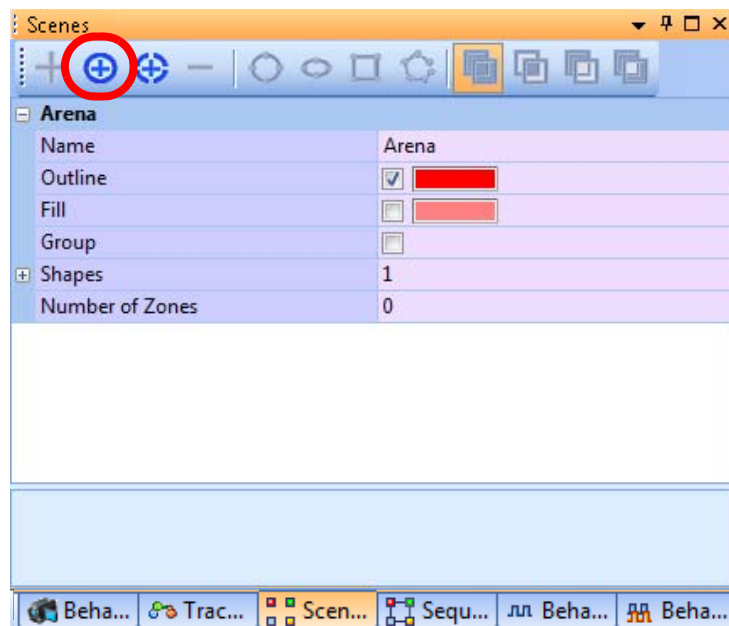 Scenes
Arena
Name Arena
Outline
Fill
Group
Shapes 1
Number of Zones 0
Beha... Trac... Scen... Sequ... Beha... Beha...